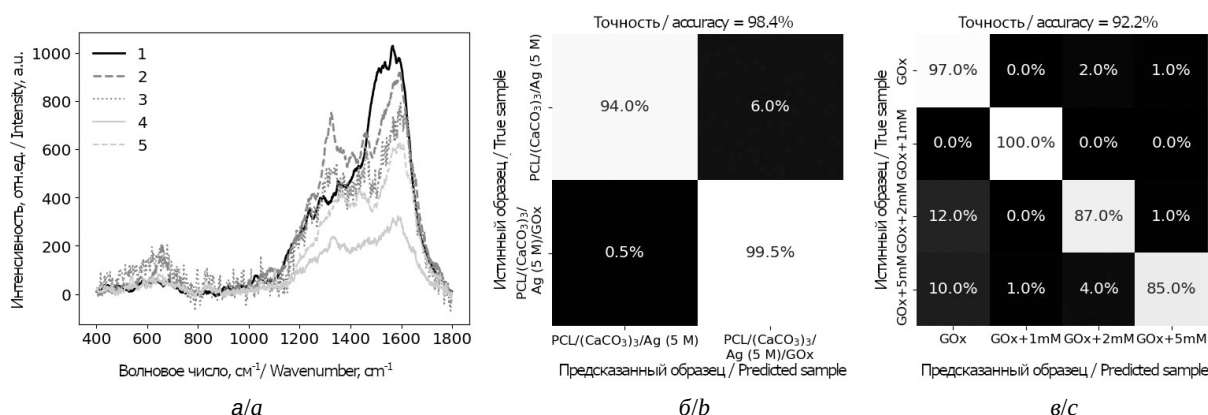 Интенсивность, отн.ед. / Intensity, a.u.
1000
800
600
400
200
0
1
2
3
4
5
400 600 800 1000 1200 1400 1600 1800
Волновое число, см⁻¹/ Wavenumber, cm⁻¹
а/a
Точность / accuracy = 98.4%
Истинный образец / True sample
PCL/(CaCO₃)₃/Ag (5 M)
94.0% 6.0%
PCL/(CaCO₃)₃/
Ag (5 M)/GOx
0.5% 99.5%
PCL/(CaCO₃)₃/Ag (5 M) PCL/(CaCO₃)₃/
Ag (5 M)/GOx
Предсказанный образец / Predicted sample
б/b
Точность / accuracy = 92.2%
Истинный образец / True sample
GOx 97.0% 0.0% 2.0% 1.0%
GOx+1mM 0.0% 100.0% 0.0% 0.0%
GOx+2mM 12.0% 0.0% 87.0% 1.0%
GOx+5mM 10.0% 1.0% 4.0% 85.0%
GOx GOx+1mM GOx+2mM GOx+5mM
Предсказанный образец / Predicted sample
в/c